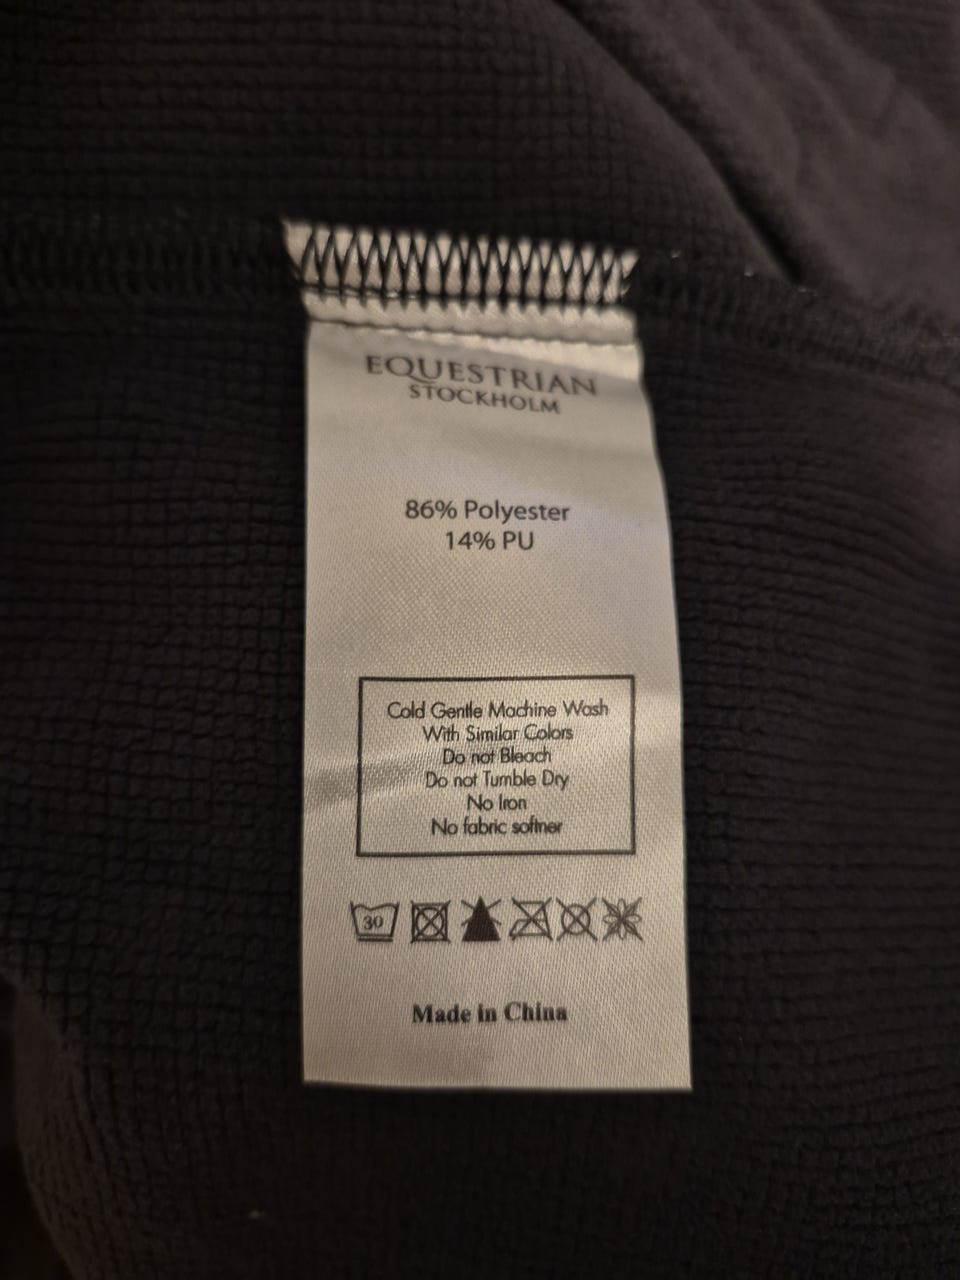 EQUESTRIAN
STOCKHOLM
86% Polyester
14% PU
Cold Gentle Machine Wash
With Similar Colors
Do not Bleach
Do not Tumble Dry
No Iron
No fabric softner
30
Made in China